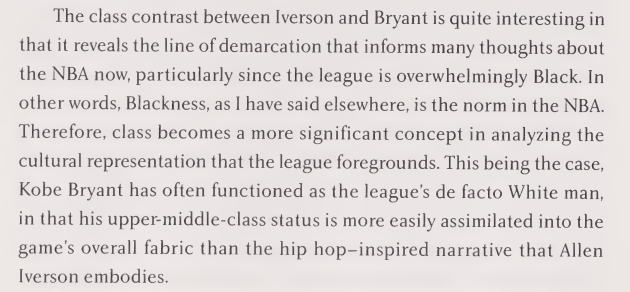 The class contrast between Iverson and Bryant is quite interesting in
that it reveals the line of demarcation that informs many thoughts about
the NBA now, particularly since the league is overwhelmingly Black. In
other words, Blackness, as I have said elsewhere, is the norm in the NBA.
Therefore, class becomes a more significant concept in analyzing the
cultural representation that the league foregrounds. This being the case,
Kobe Bryant has often functioned as the league's de facto White man,
in that his upper-middle-class status is more easily assimilated into the
game's overall fabric than the hip hop–inspired narrative that Allen
Iverson embodies.